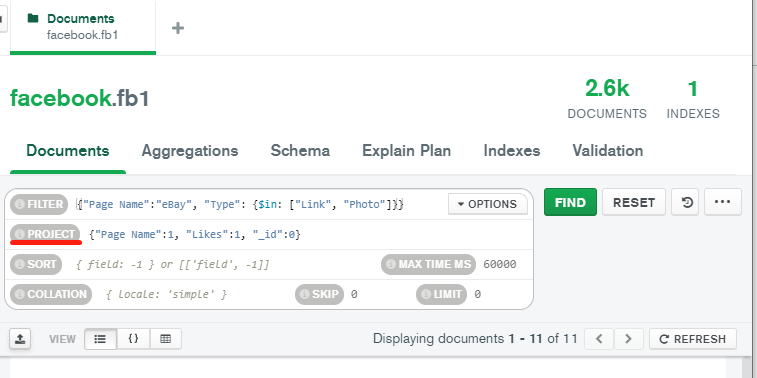 Documents
facebook.fb1
+
facebook.fb1
2.6k
DOCUMENTS
1
INDEXES
Documents Aggregations Schema Explain Plan Indexes Validation
FILTER {"Page Name":"eBay", "Type": {$in: ["Link", "Photo"]}} OPTIONS FIND RESET ...
PROJECT {"Page Name":1, "Likes":1, "_id":0}
SORT { field: -1 } or [['field', -1]] MAX TIME MS 60000
COLLATION { locale: 'simple' } SKIP 0 LIMIT 0
VIEW {} Displaying documents 1 - 11 of 11 < > REFRESH